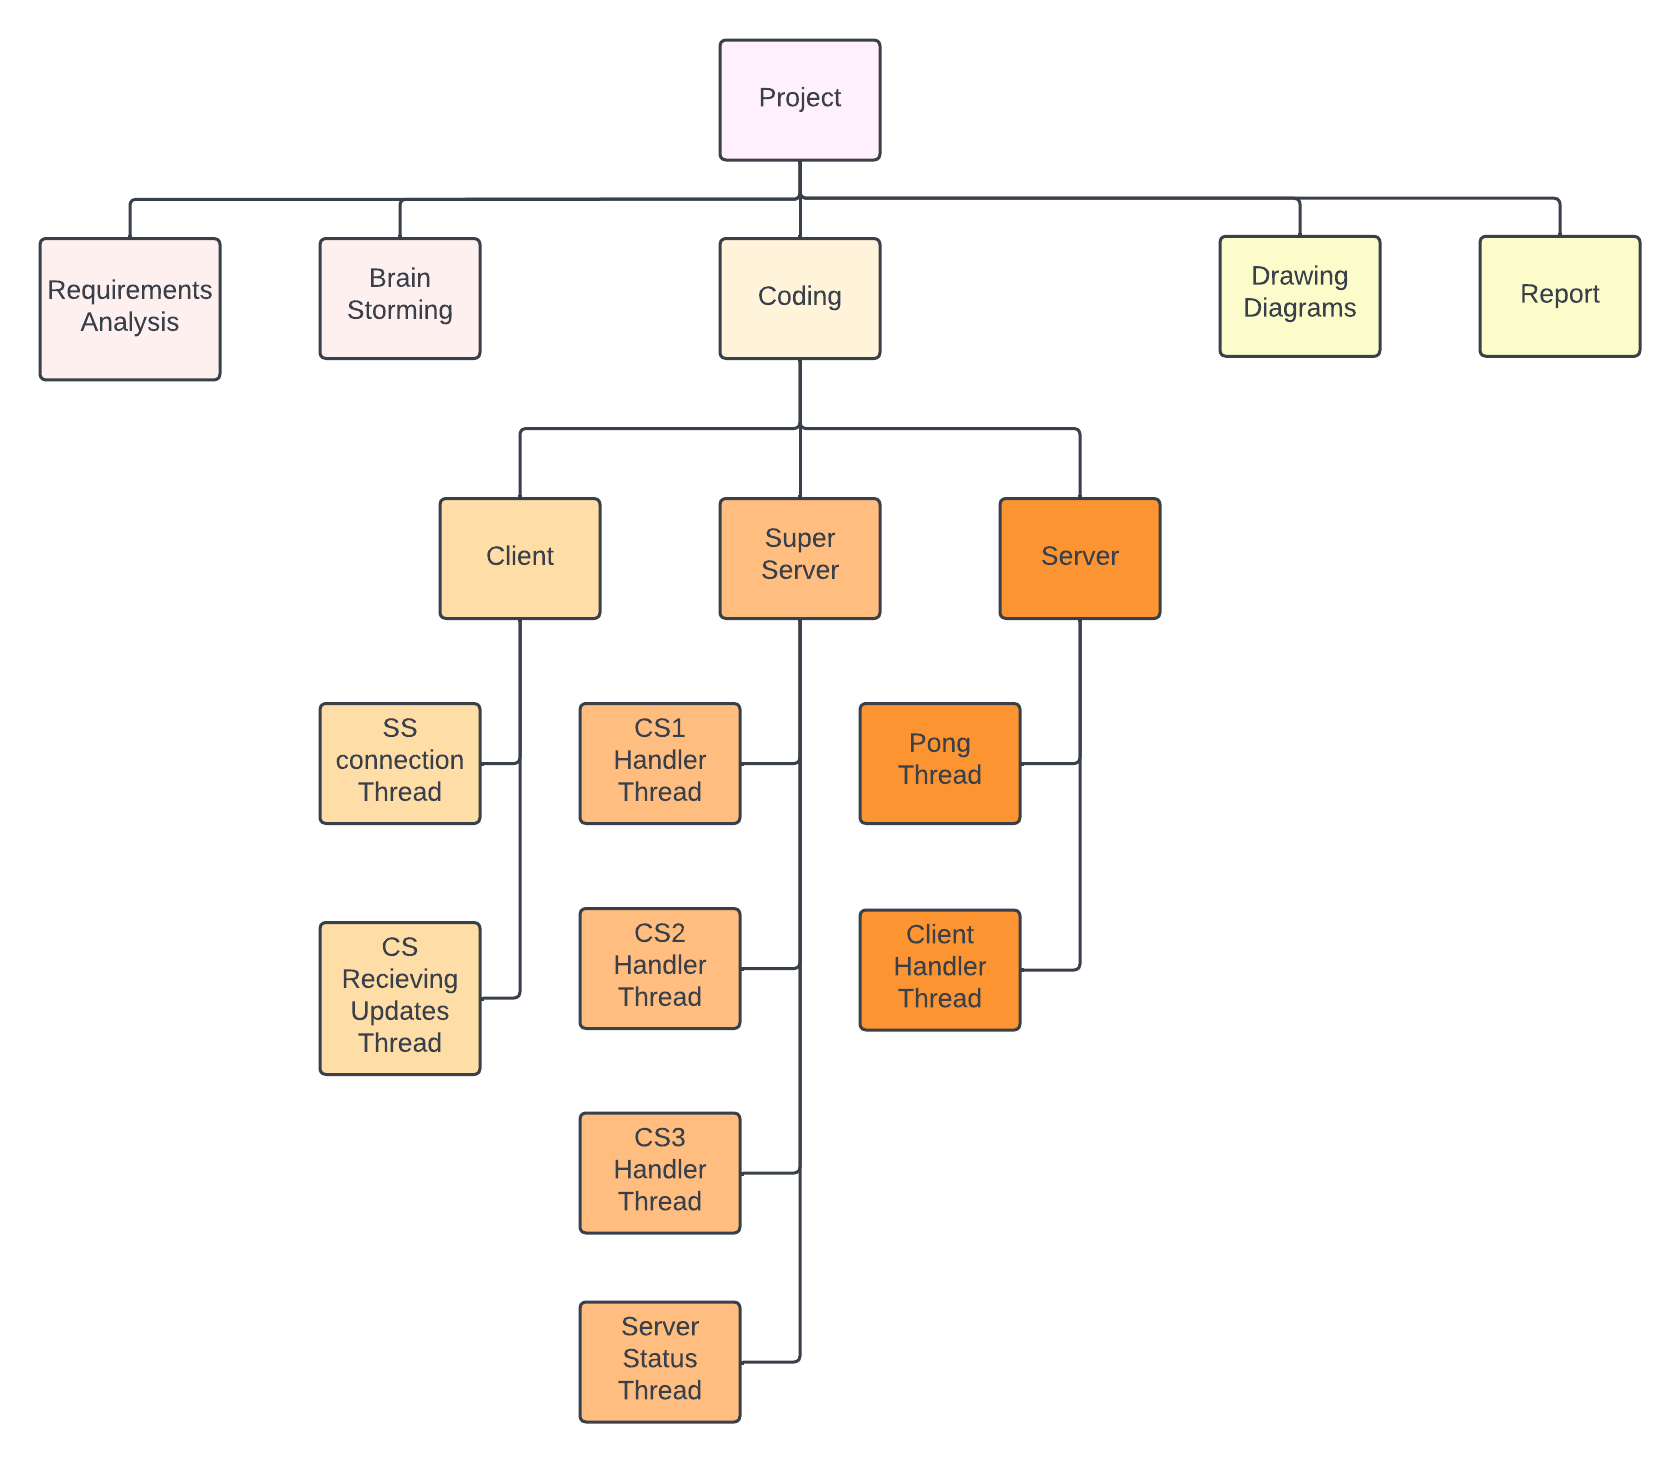 Project
Requirements
Analysis
Brain
Storming
Coding
Drawing
Diagrams
Report
Client
Super
Server
Server
SS
connection
Thread
CS1
Handler
Thread
Pong
Thread
CS
Recieving
Updates
Thread
CS2
Handler
Thread
Client
Handler
Thread
CS3
Handler
Thread
Server
Status
Thread